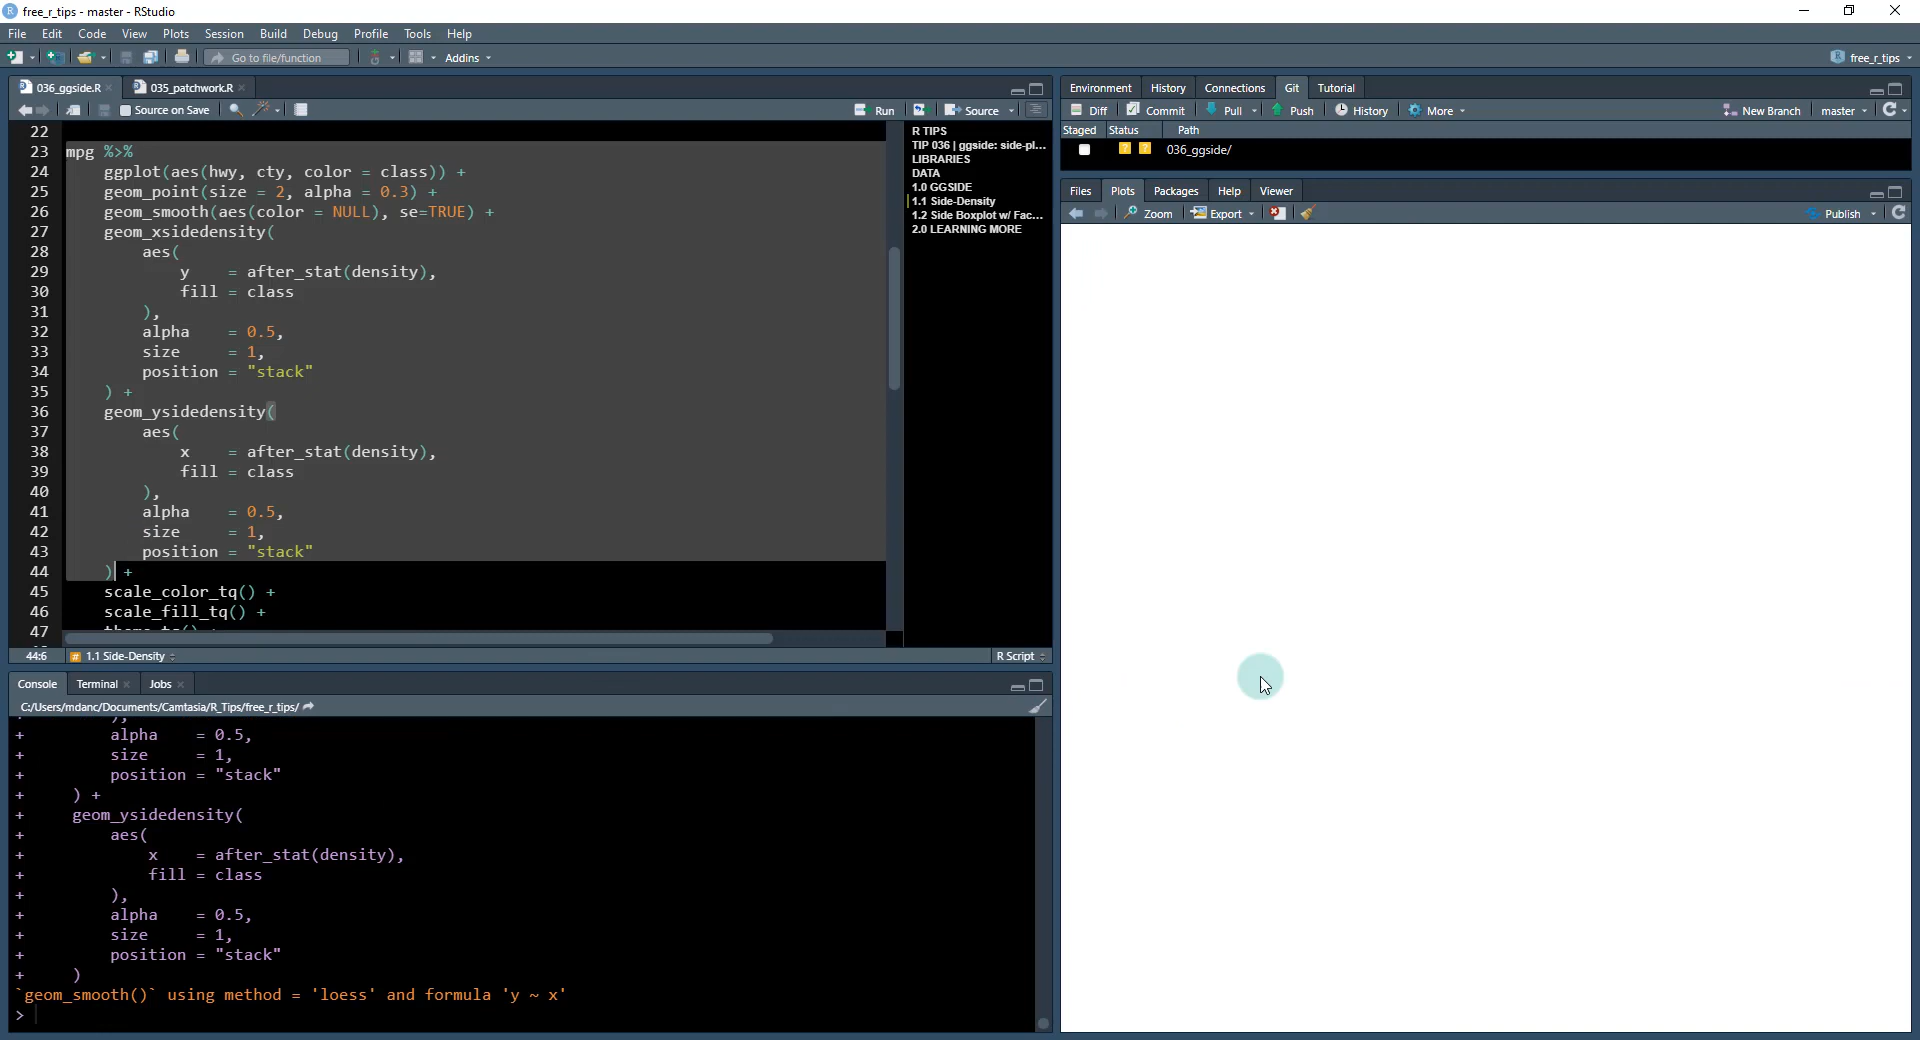 free_r_tips - master - RStudio
File Edit Code View Plots Session Build Debug Profile Tools Help
Go to file/function Addins free_r_tips
036_ggside.R 035_patchwork.R
Source on Save Run Source
22
23 mpg %>%
24 ggplot(aes(hwy, cty, color = class)) +
25 geom_point(size = 2, alpha = 0.3) +
26 geom_smooth(aes(color = NULL), se=TRUE) +
27 geom_xsidedensity(
28 aes(
29 y = after_stat(density),
30 fill = class
31 ),
32 alpha = 0.5,
33 size = 1,
34 position = "stack"
35 ) +
36 geom_ysidedensity(
37 aes(
38 x = after_stat(density),
39 fill = class
40 ),
41 alpha = 0.5,
42 size = 1,
43 position = "stack"
44 ) +
45 scale_color_tq() +
46 scale_fill_tq() +
47
R TIPS
TIP 036 | ggside: side-pl...
LIBRARIES
DATA
1.0 GGSIDE
1.1 Side-Density
1.2 Side Boxplot w/ Fac...
2.0 LEARNING MORE
44:6 # 1.1 Side-Density R Script
Console Terminal Jobs
C:/Users/mdanc/Documents/Camtasia/R_Tips/free_r_tips/
+ ),
+ alpha = 0.5,
+ size = 1,
+ position = "stack"
+ ) +
+ geom_ysidedensity(
+ aes(
+ x = after_stat(density),
+ fill = class
+ ),
+ alpha = 0.5,
+ size = 1,
+ position = "stack"
+ )
`geom_smooth()` using method = 'loess' and formula 'y ~ x'
>
Environment History Connections Git Tutorial
Diff Commit Pull Push History More New Branch master
Staged Status Path
? ? 036_ggside/
Files Plots Packages Help Viewer
Zoom Export Publish